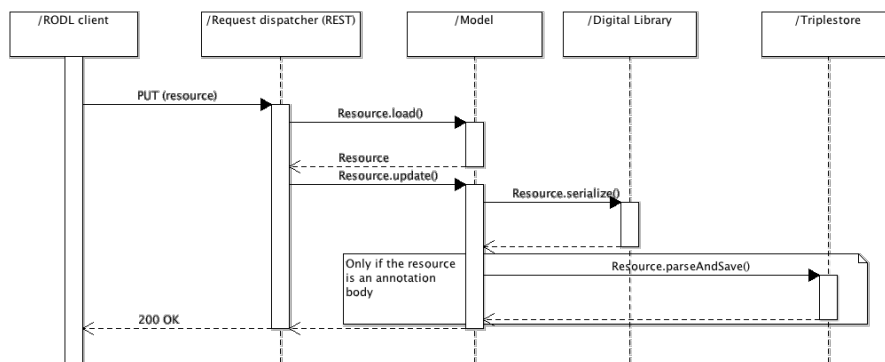 /RODL client
/Request dispatcher (REST)
/Model
/Digital Library
/Triplestore
PUT (resource)
Resource.load()
Resource
Resource.update()
Resource.serialize()
Only if the resource
is an annotation
body
Resource.parseAndSave()
200 OK